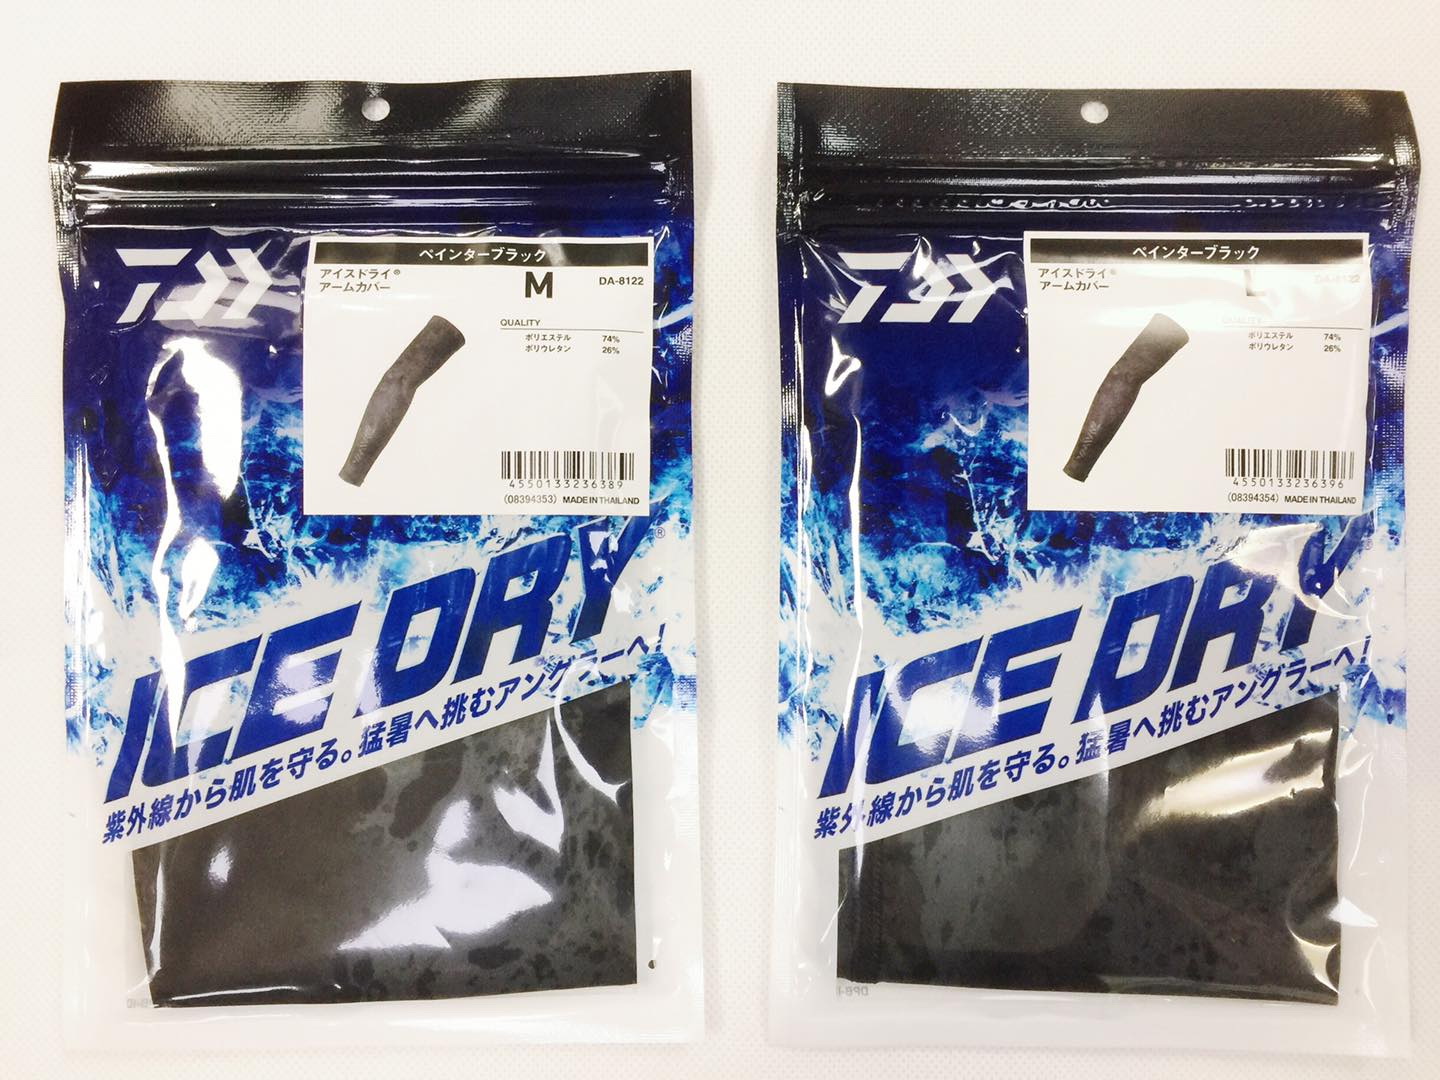 ペインターブラック
アイスドライ®
アームカバー
M
DA-8122
QUALITY
ポリエステル 74%
ポリウレタン 26%
4550133236389
(08394353) MADE IN THAILAND
ICE DRY®
紫外線から肌を守る。猛暑へ挑むアングラーへ!
ペインターブラック
アイスドライ®
アームカバー
L
DA-8122
QUALITY
ポリエステル 74%
ポリウレタン 26%
4550133236396
(08394354) MADE IN THAILAND
ICE DRY
紫外線から肌を守る。猛暑へ挑むアングラーへ!